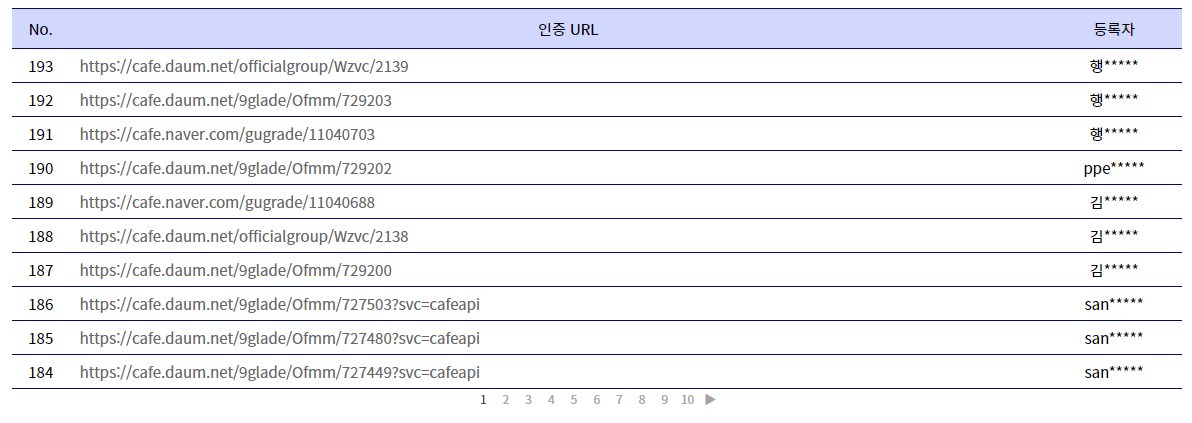 No. 인증 URL 등록자
193 https://cafe.daum.net/officialgroup/Wzvc/2139 행*****
192 https://cafe.daum.net/9glade/Ofmm/729203 행*****
191 https://cafe.naver.com/gugrade/11040703 행*****
190 https://cafe.daum.net/9glade/Ofmm/729202 ppe*****
189 https://cafe.naver.com/gugrade/11040688 김*****
188 https://cafe.daum.net/officialgroup/Wzvc/2138 김*****
187 https://cafe.daum.net/9glade/Ofmm/729200 김*****
186 https://cafe.daum.net/9glade/Ofmm/727503?svc=cafeapi san*****
185 https://cafe.daum.net/9glade/Ofmm/727480?svc=cafeapi san*****
184 https://cafe.daum.net/9glade/Ofmm/727449?svc=cafeapi san*****
1 2 3 4 5 6 7 8 9 10 ▶